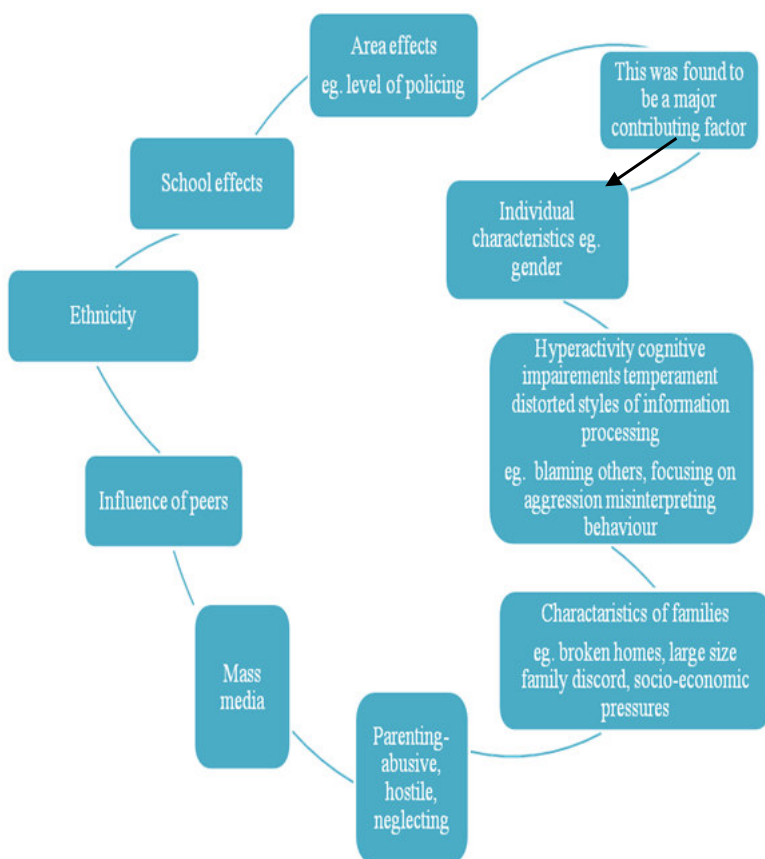 Area effects
eg. level of policing
This was found to
be a major
contributing factor
Individual
characteristics eg.
gender
Hyperactivity cognitive
impairements temperament
distorted styles of information
processing
eg.  blaming others, focusing on
aggression misinterpreting
behaviour
Charactaristics of families
eg. broken homes, large size
family discord, socio-economic
pressures
Parenting-
abusive,
hostile,
neglecting
Mass
media
Influence of peers
Ethnicity
School effects